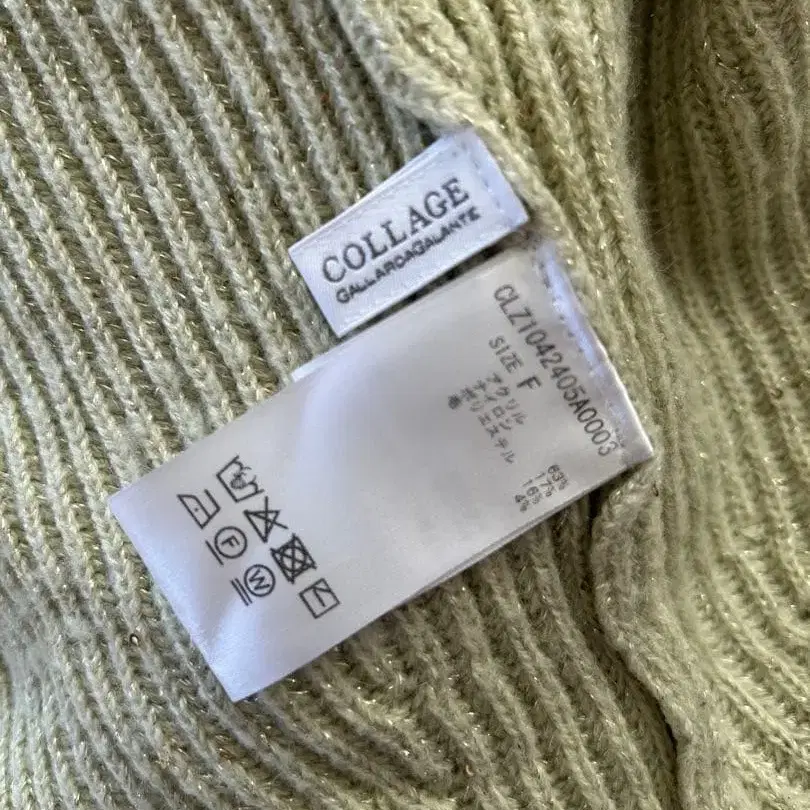 COLLAGE
GALLARDAGALANTE
CLZ1042405A0003
SIZE F
アクリル 63%
ナイロン 17%
ポリエステル 16%
4%
F
W